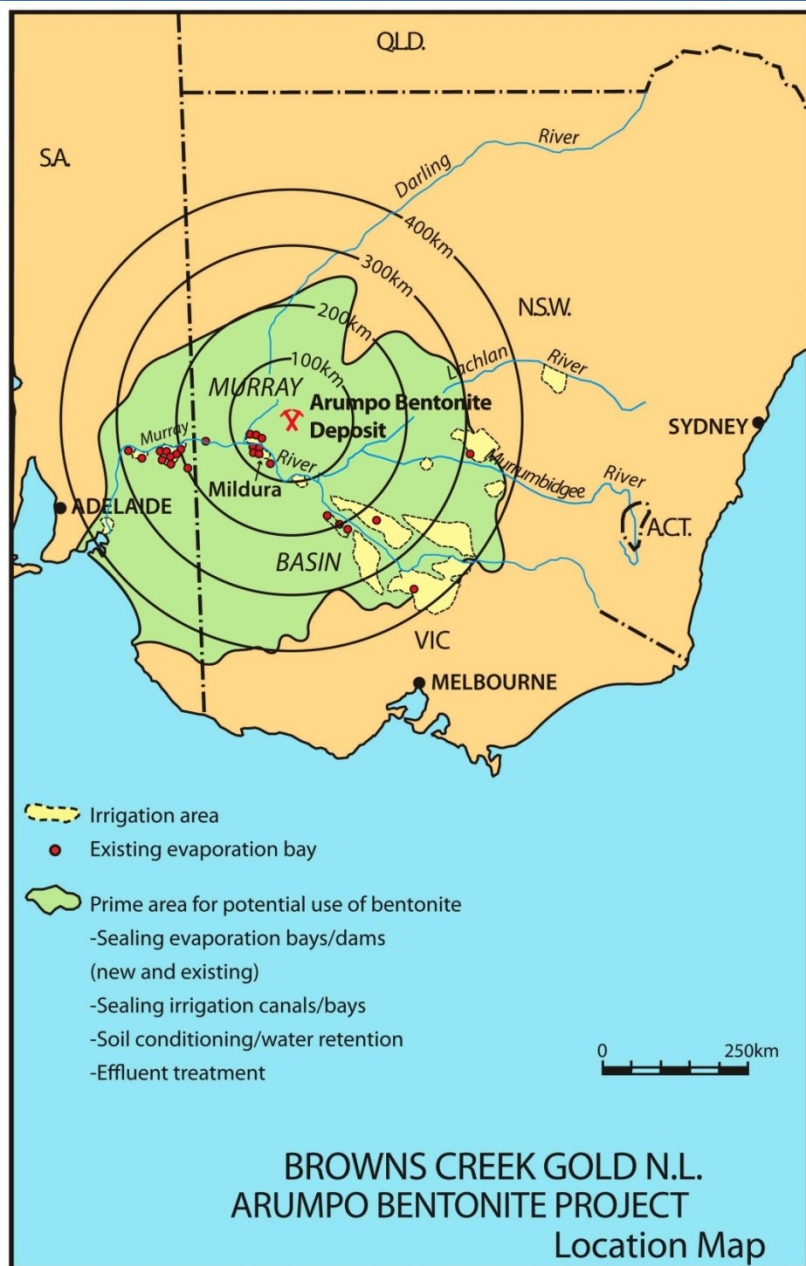 Q.L.D.
River
S.A.
Darling
400km
300km
N.S.W.
200km
Lachlan
River
100km
MURRAY
Arumpo Bentonite
Deposit
SYDNEY
Murray
River
Murrumbidgee
River
Mildura
ADELAIDE
A.C.T.
BASIN
VIC
MELBOURNE
Irrigation area
Existing evaporation bay
Prime area for potential use of bentonite
-Sealing evaporation bays/dams
(new and existing)
-Sealing irrigation canals/bays
-Soil conditioning/water retention
-Effluent treatment
0 250km
BROWNS CREEK GOLD N.L.
ARUMPO BENTONITE PROJECT
Location Map